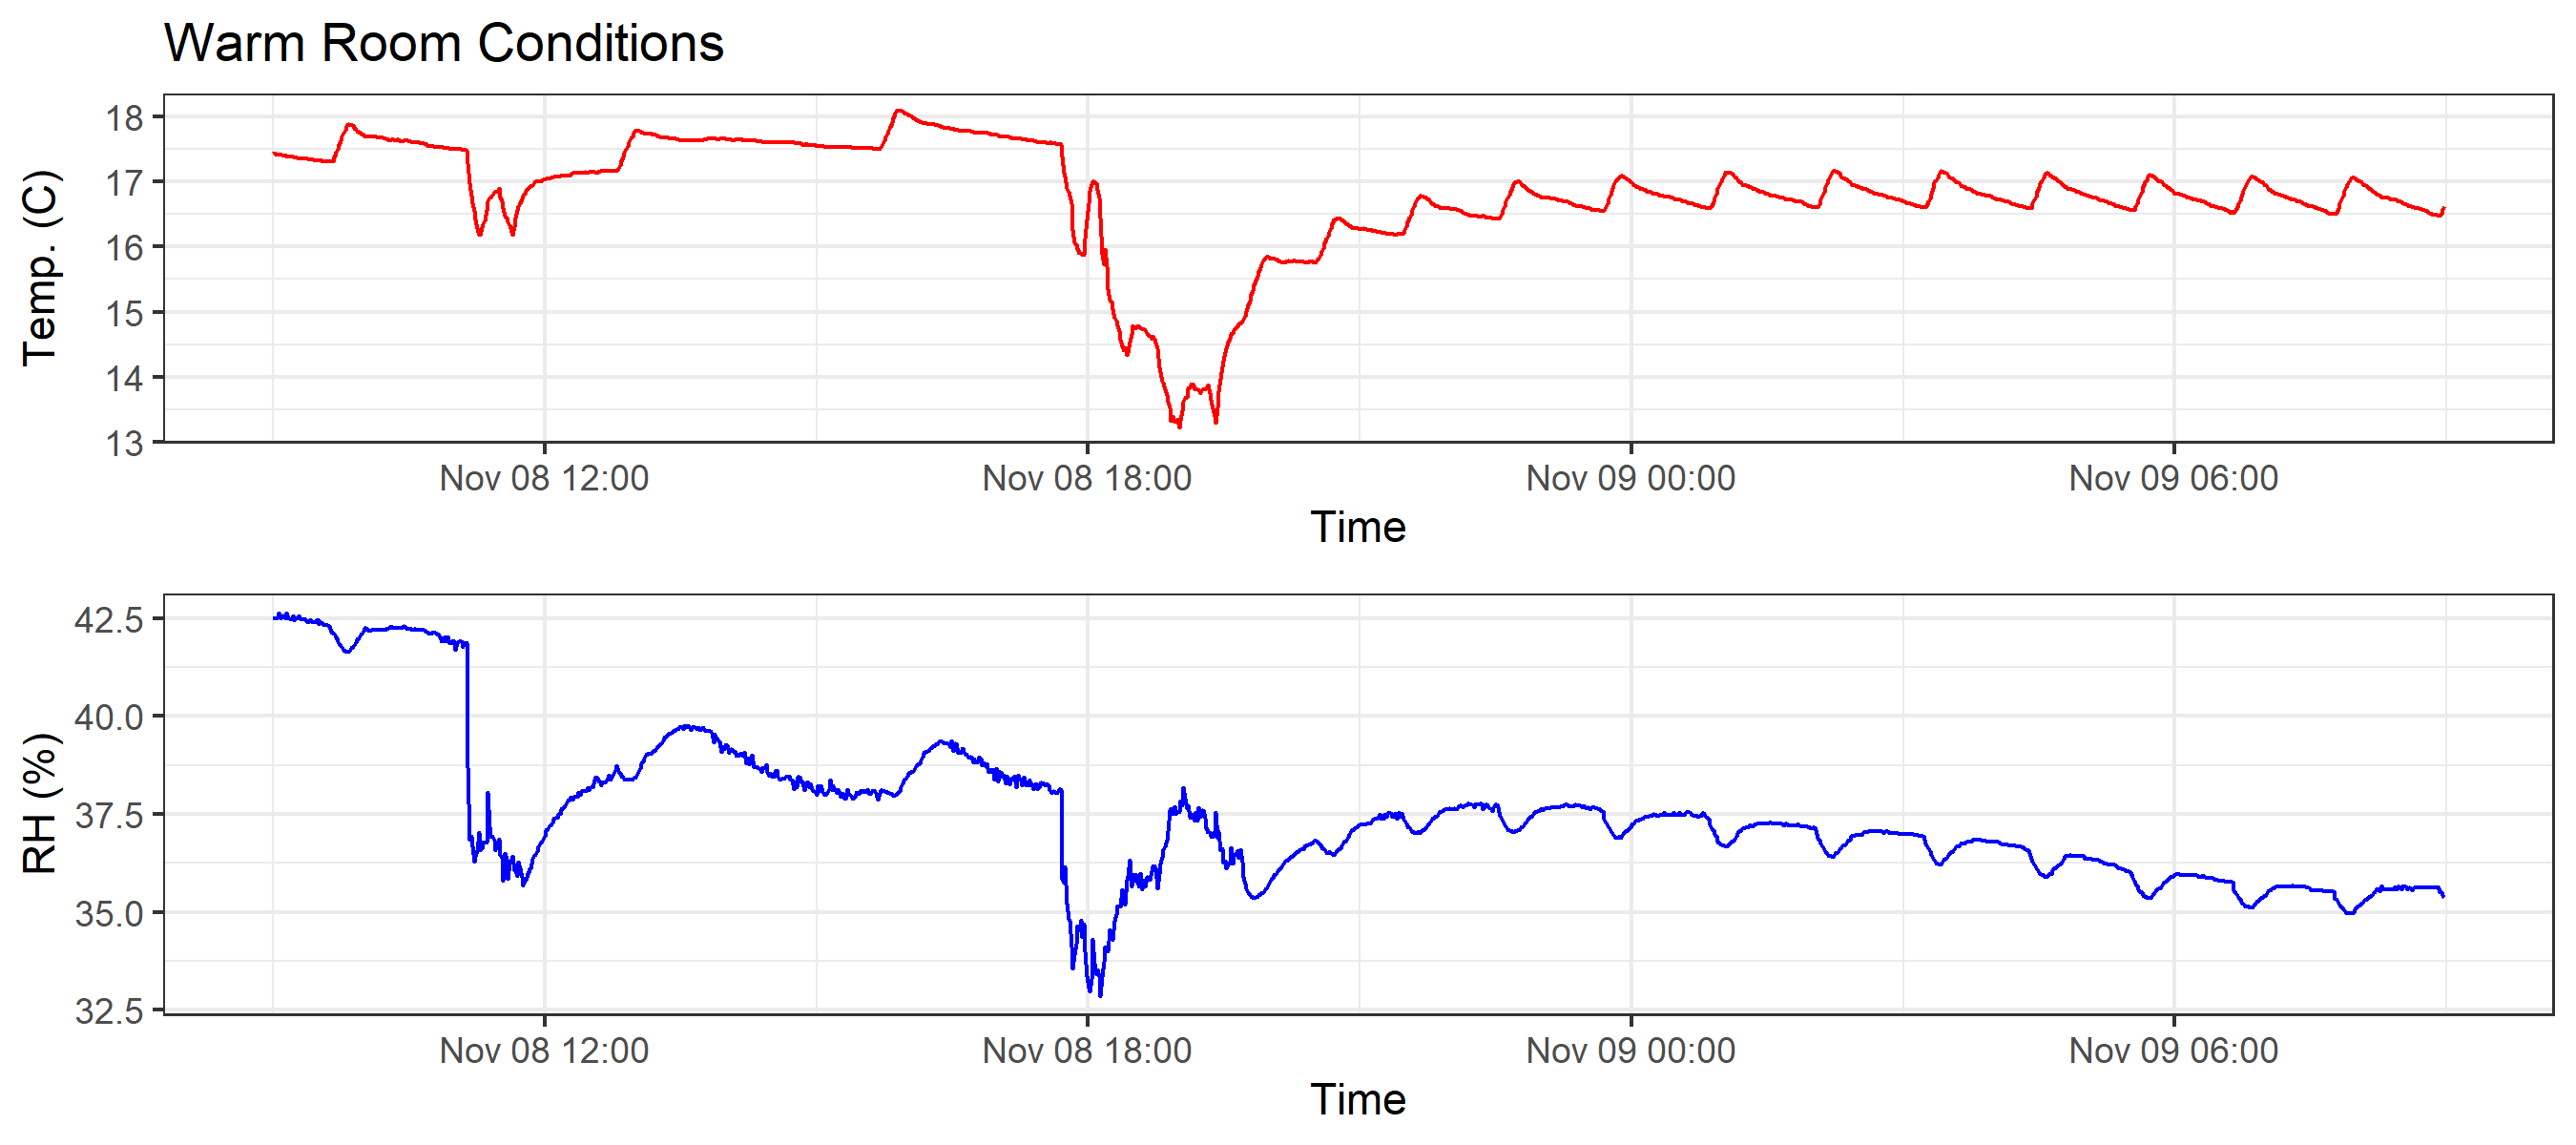 Warm Room Conditions
Temp. (C)
18
17
16
15
14
13
Nov 08 12:00 Nov 08 18:00 Nov 09 00:00 Nov 09 06:00
Time
RH (%)
42.5
40.0
37.5
35.0
32.5
Nov 08 12:00 Nov 08 18:00 Nov 09 00:00 Nov 09 06:00
Time